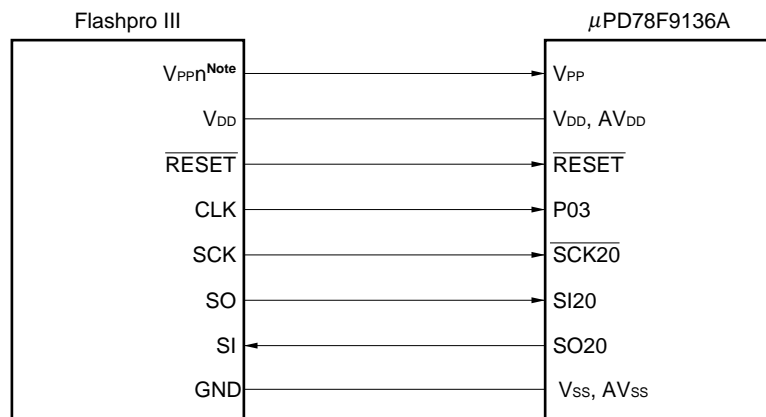 Flashpro III μPD78F9136A
VPPnNote VPP
VDD VDD, AVDD
RESET RESET
CLK P03
SCK SCK20
SO SI20
SI SO20
GND VSS, AVSS